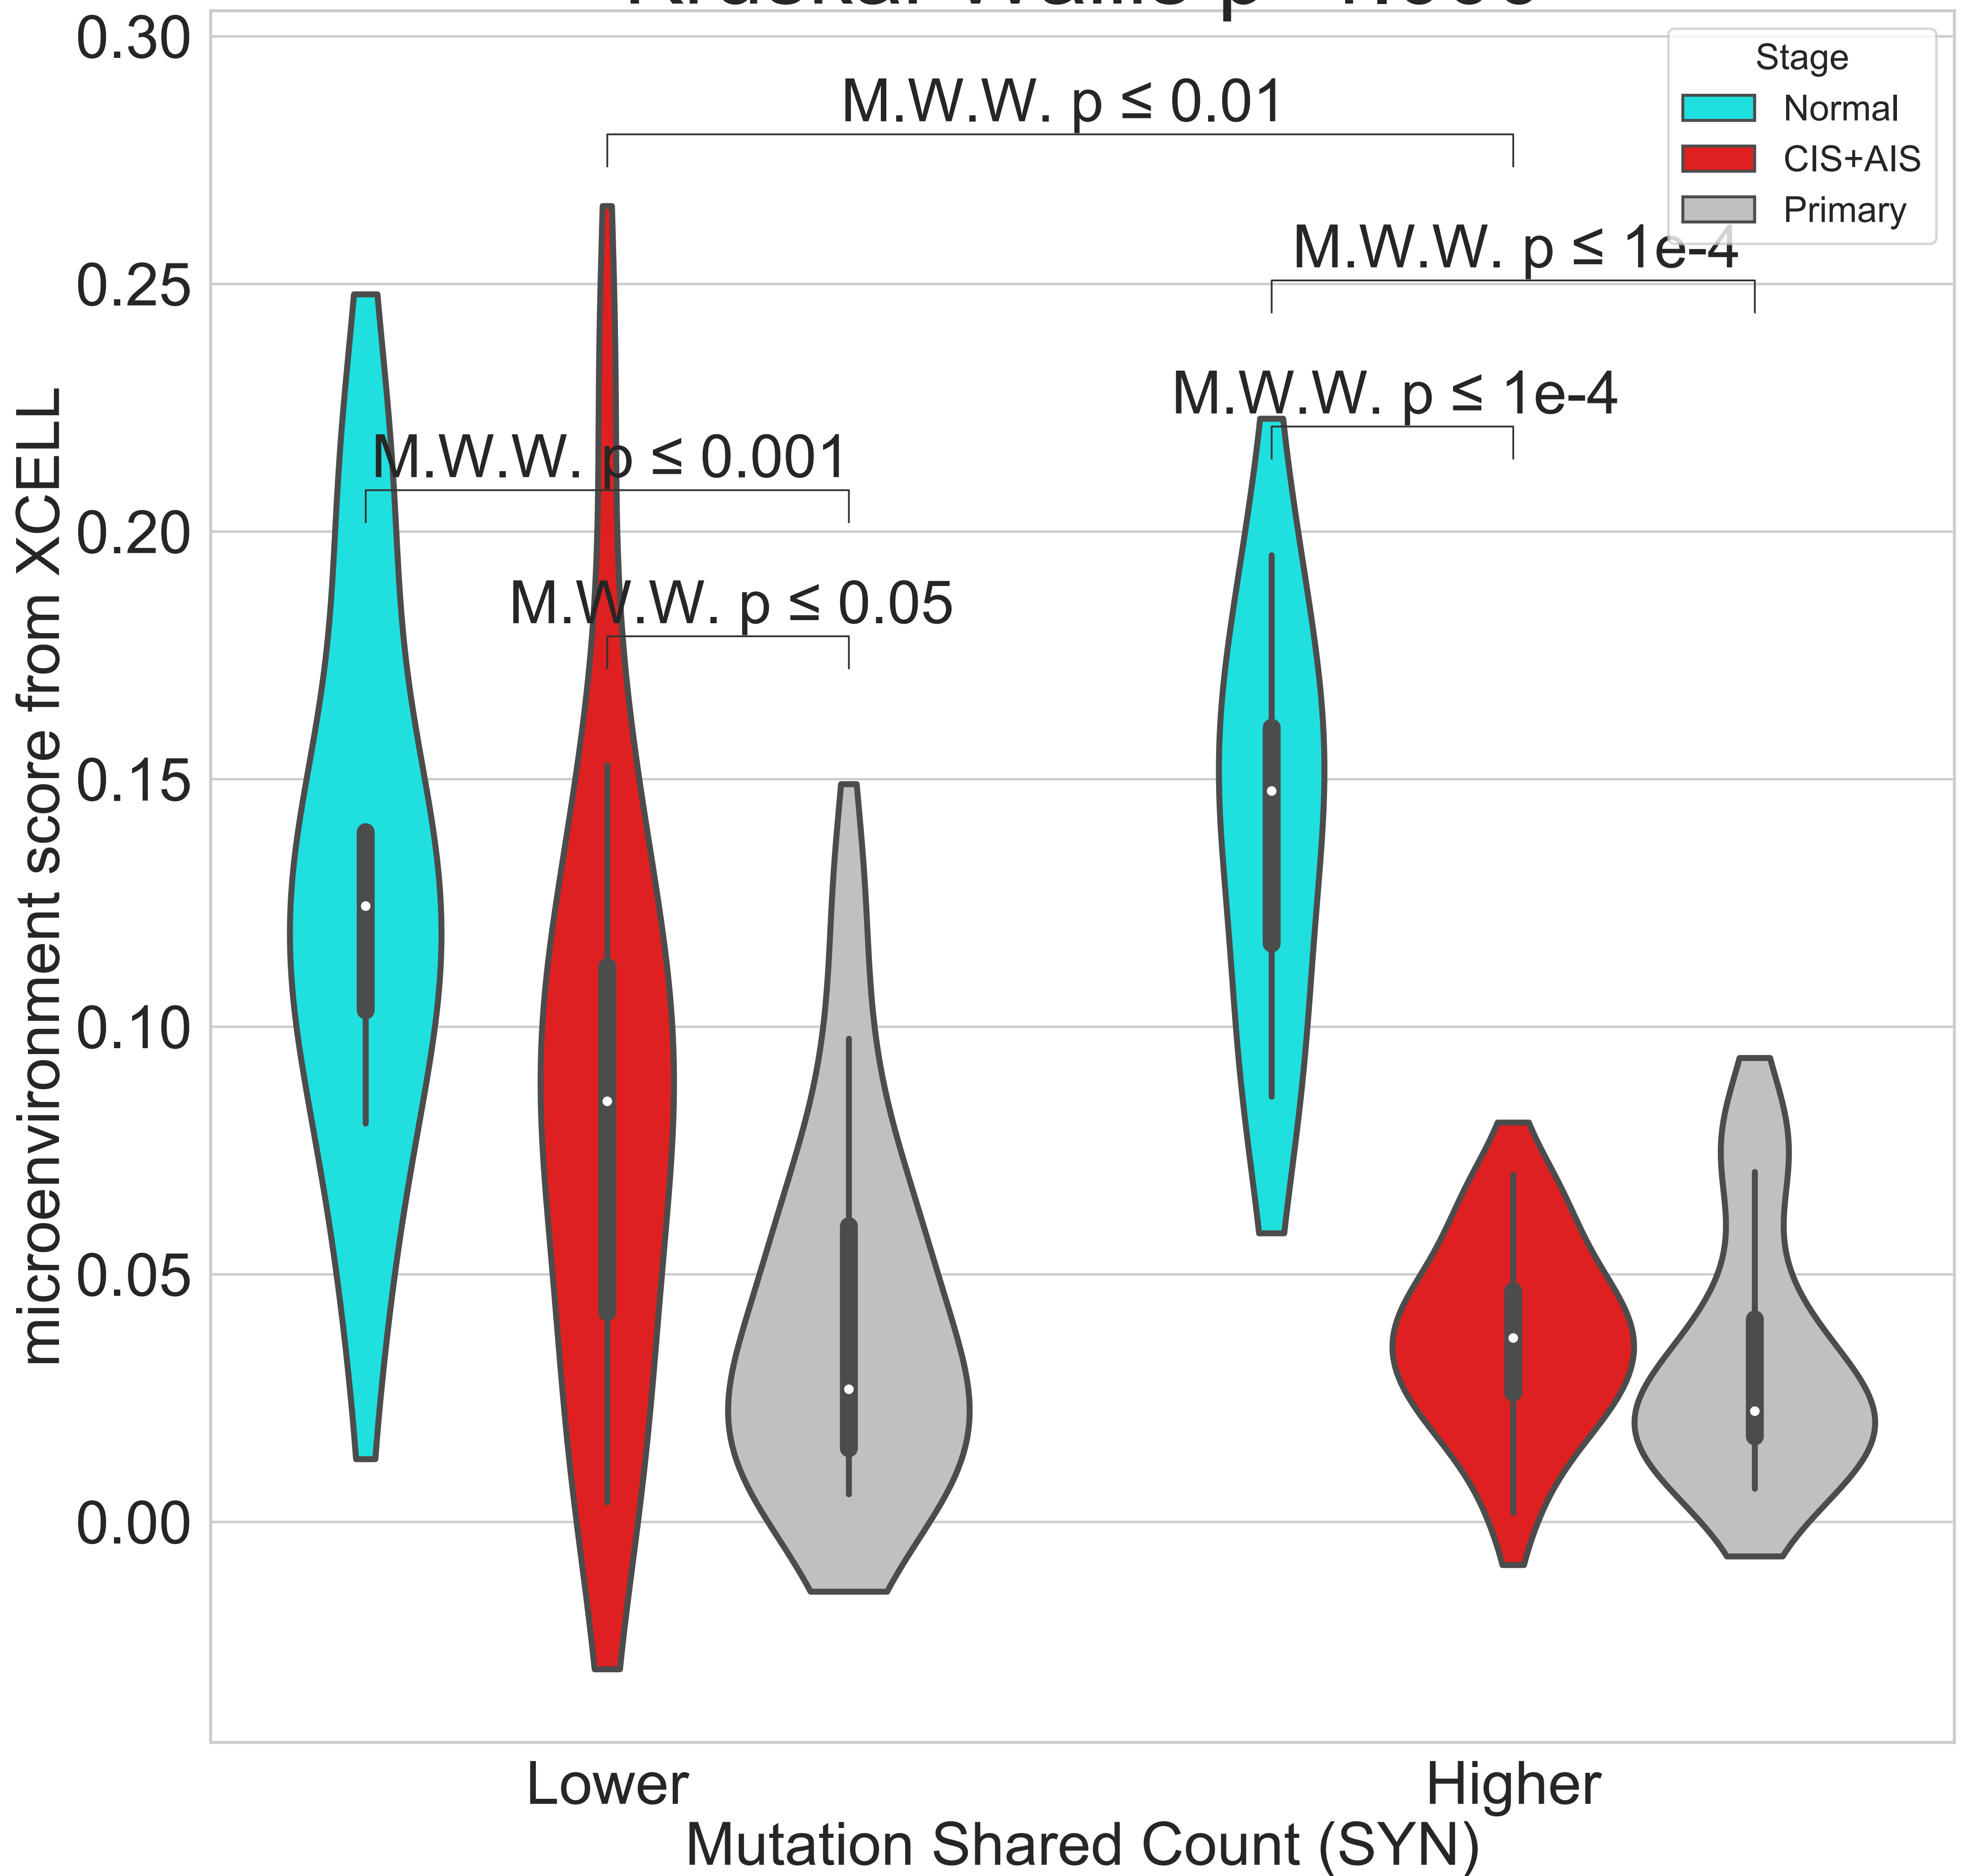 0.30
0.25
0.20
0.15
0.10
0.05
0.00
microenvironment score from XCELL
M.W.W. p ≤ 0.01
M.W.W. p ≤ 1e-4
M.W.W. p ≤ 1e-4
M.W.W. p ≤ 0.001
M.W.W. p ≤ 0.05
Stage
Normal
CIS+AIS
Primary
Lower
Higher
Mutation Shared Count (SYN)